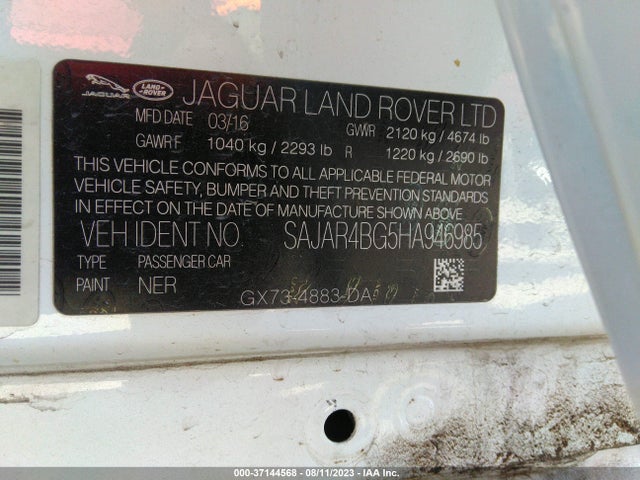 JAGUAR LAND-ROVER JAGUAR LAND ROVER LTD
MFD DATE 03/16 GVWR 2120 kg / 4674 lb
GAWR F 1040 kg / 2293 lb R 1220 kg / 2690 lb
THIS VEHICLE CONFORMS TO ALL APPLICABLE FEDERAL MOTOR
VEHICLE SAFETY, BUMPER AND THEFT PREVENTION STANDARDS
IN EFFECT ON THE DATE OF MANUFACTURE SHOWN ABOVE.
VEH IDENT NO. SAJAR4BG5HA946985
TYPE PASSENGER CAR
PAINT NER GX73-4883-DA
000-37144568 - 08/11/2023 - IAA Inc.